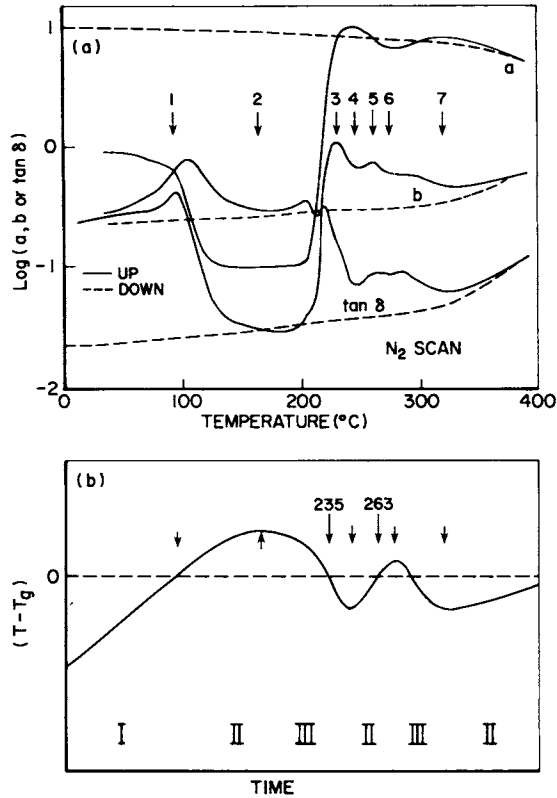 (a)
1 2 3 4 5 6 7
1
0
-1
-2
Log (a, b or tan δ)
a
b
tan δ
UP
DOWN
N₂ SCAN
0 100 200 300 400
TEMPERATURE (°C)
(b)
235 263
0
(T-Tg)
I II III II III II
TIME